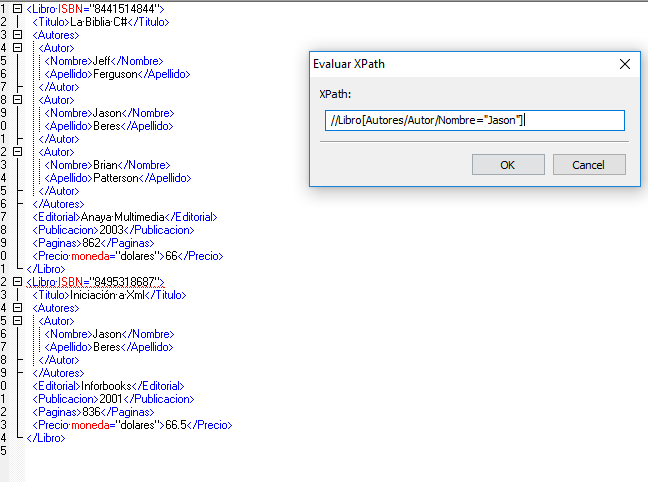 1 <Libro ISBN="8441514844">
2 <Titulo>La·Biblia·C#</Titulo>
3 <Autores>
4 <Autor>
5 <Nombre>Jeff</Nombre>
6 <Apellido>Ferguson</Apellido>
7 </Autor>
8 <Autor>
9 <Nombre>Jason</Nombre>
0 <Apellido>Beres</Apellido>
1 </Autor>
2 <Autor>
3 <Nombre>Brian</Nombre>
4 <Apellido>Patterson</Apellido>
5 </Autor>
6 </Autores>
7 <Editorial>Anaya·Multimedia</Editorial>
8 <Publicacion>2003</Publicacion>
9 <Paginas>862</Paginas>
0 <Precio·moneda="dolares">66</Precio>
1 </Libro>
2 <Libro·ISBN="8495318687">
3 <Titulo>Iniciación·a·Xml</Titulo>
4 <Autores>
5 <Autor>
6 <Nombre>Jason</Nombre>
7 <Apellido>Beres</Apellido>
8 </Autor>
9 </Autores>
0 <Editorial>Inforbooks</Editorial>
1 <Publicacion>2001</Publicacion>
2 <Paginas>836</Paginas>
3 <Precio·moneda="dolares">66.5</Precio>
4 </Libro>
5
Evaluar XPath
XPath:
//Libro[Autores/Autor/Nombre="Jason"]
OK Cancel